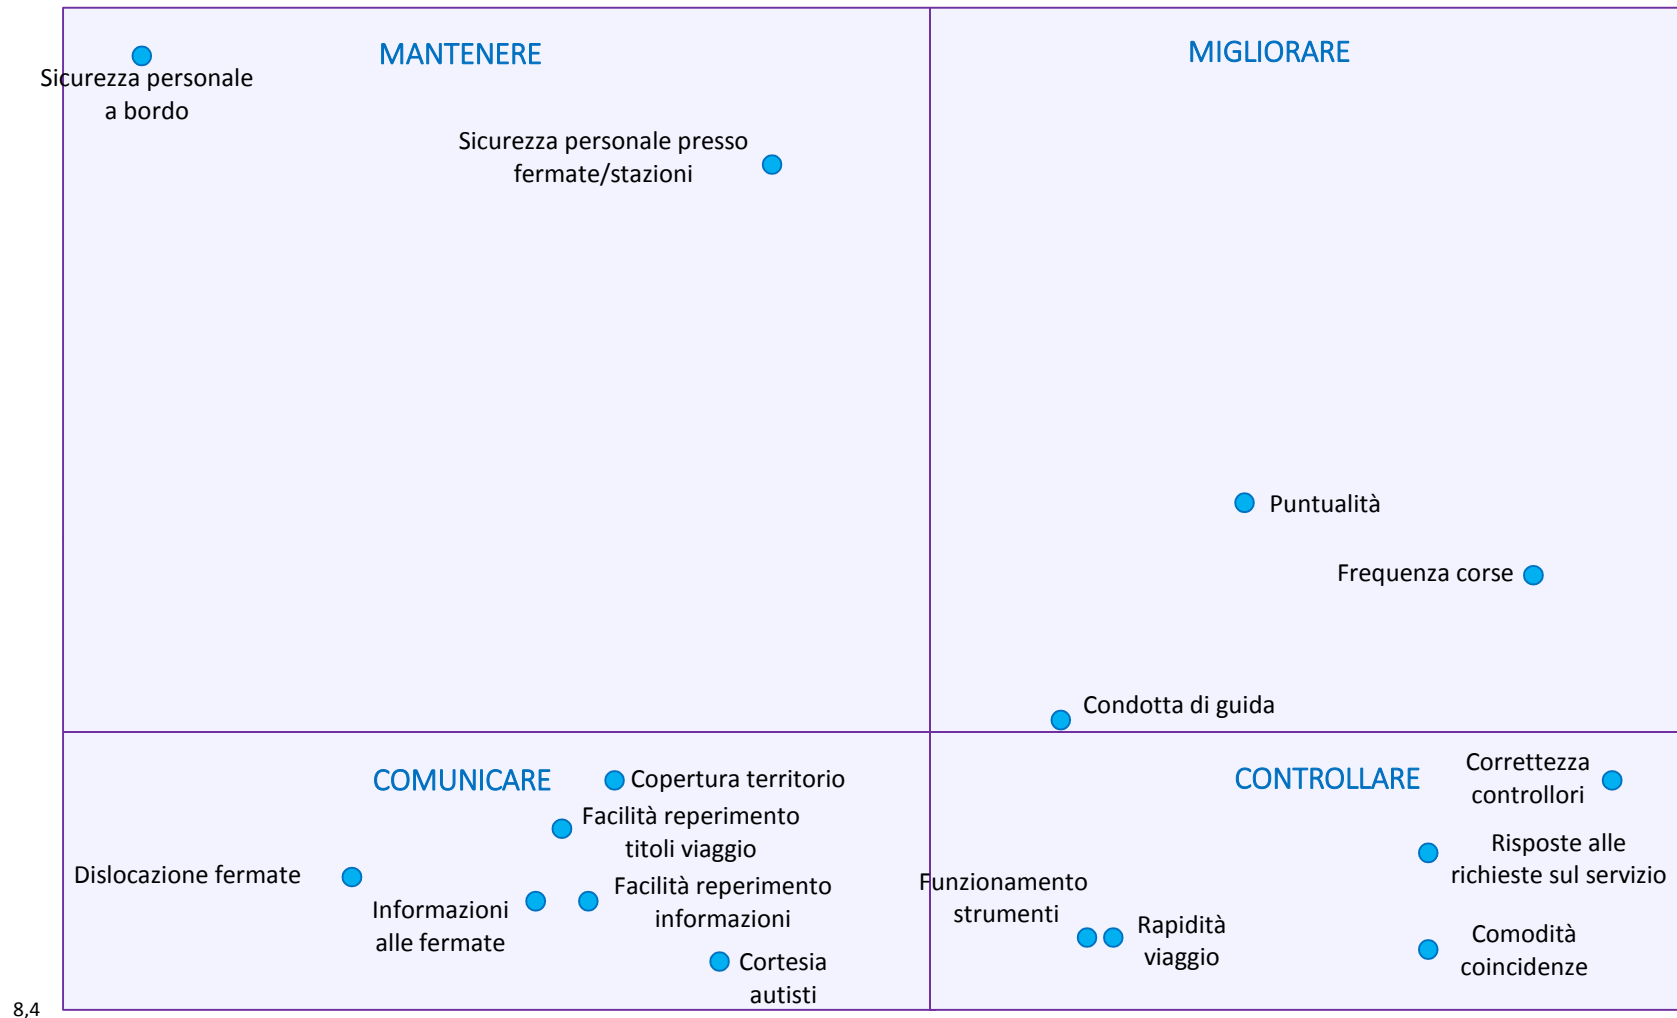 MANTENERE
MIGLIORARE
Sicurezza personale
a bordo
Sicurezza personale presso
fermate/stazioni
Puntualità
Frequenza corse
Condotta di guida
COMUNICARE
Copertura territorio
CONTROLLARE
Correttezza
controllori
Facilità reperimento
titoli viaggio
Risposte alle
richieste sul servizio
Dislocazione fermate
Informazioni
alle fermate
Facilità reperimento
informazioni
Funzionamento
strumenti
Rapidità
viaggio
Comodità
coincidenze
Cortesia
autisti
8,4